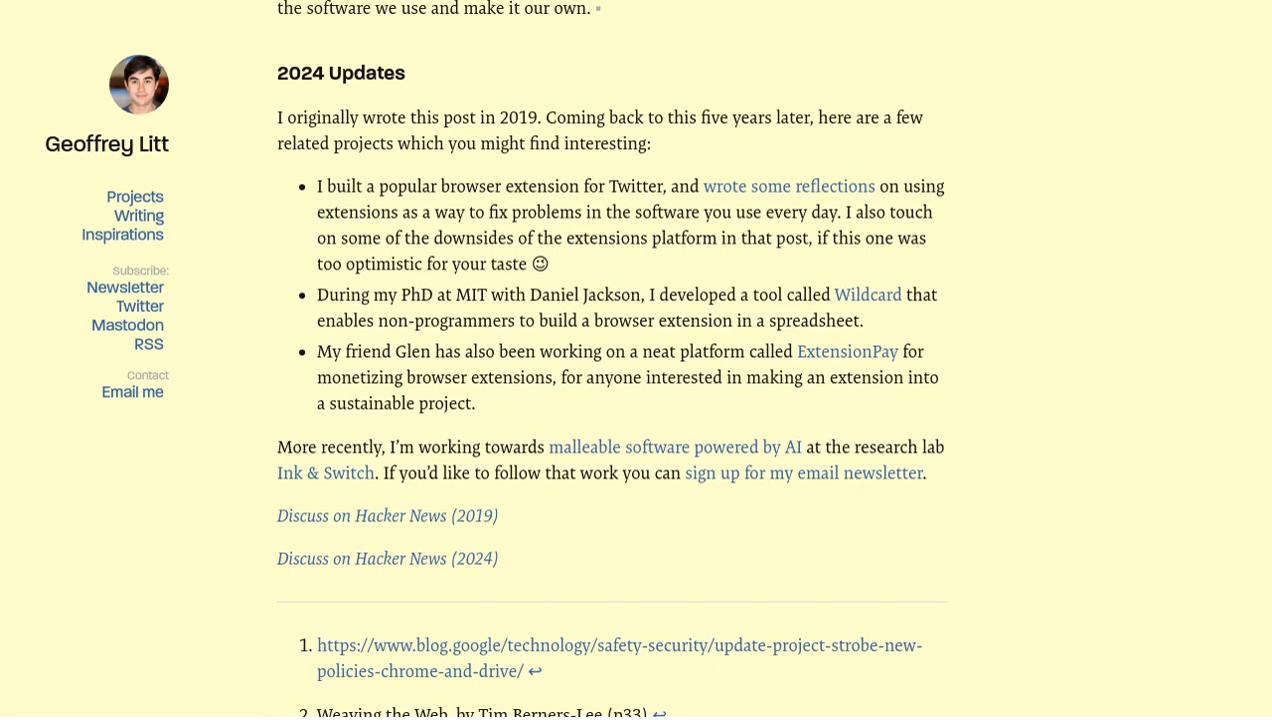 the software we use and make it our own. ▪
Geoffrey Litt
Projects
Writing
Inspirations
Subscribe:
Newsletter
Twitter
Mastodon
RSS
Contact
Email me
2024 Updates
I originally wrote this post in 2019. Coming back to this five years later, here are a few
related projects which you might find interesting:
• I built a popular browser extension for Twitter, and wrote some reflections on using
extensions as a way to fix problems in the software you use every day. I also touch
on some of the downsides of the extensions platform in that post, if this one was
too optimistic for your taste 😉
• During my PhD at MIT with Daniel Jackson, I developed a tool called Wildcard that
enables non-programmers to build a browser extension in a spreadsheet.
• My friend Glen has also been working on a neat platform called ExtensionPay for
monetizing browser extensions, for anyone interested in making an extension into
a sustainable project.
More recently, I’m working towards malleable software powered by AI at the research lab
Ink & Switch. If you’d like to follow that work you can sign up for my email newsletter.
Discuss on Hacker News (2019)
Discuss on Hacker News (2024)
1. https://www.blog.google/technology/safety-security/update-project-strobe-new-
policies-chrome-and-drive/ ↩
2. Weaving the Web, by Tim Berners-Lee (p33) ↩